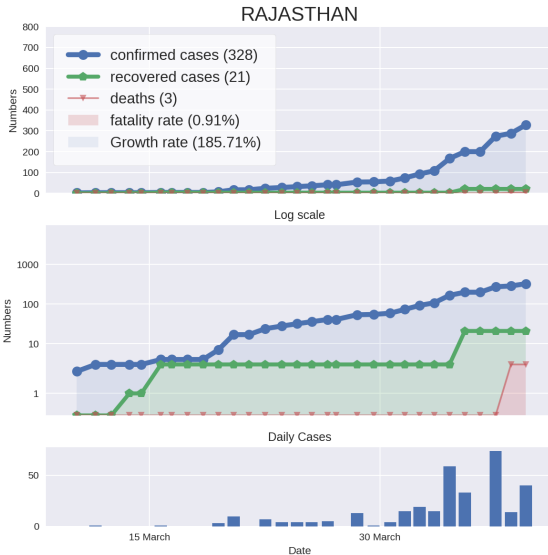 RAJASTHAN
800
700
600
500
400
300
200
100
0
Numbers
confirmed cases (328)
recovered cases (21)
deaths (3)
fatality rate (0.91%)
Growth rate (185.71%)
Log scale
1000
100
10
1
Numbers
Daily Cases
50
0
15 March
30 March
Date